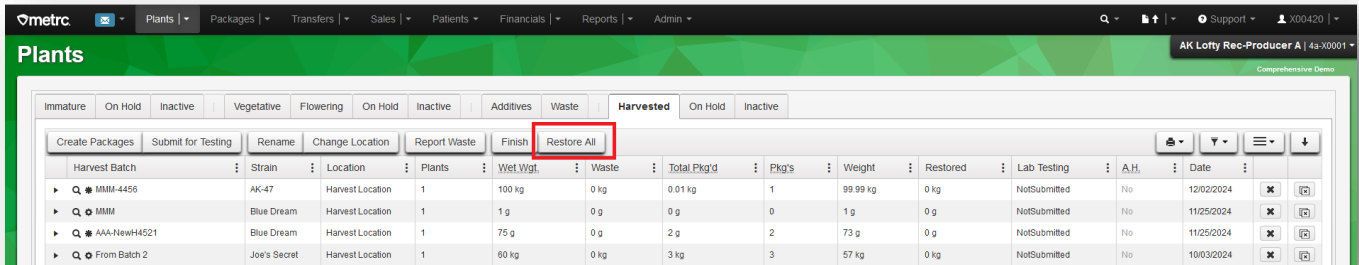 metrc. Plants Packages Transfers Sales Patients Financials Reports Admin Support X00420
Plants
AK Lofty Rec-Producer A | 4a-X0001
Comprehensive Demo
Immature On Hold Inactive Vegetative Flowering On Hold Inactive Additives Waste Harvested On Hold Inactive
Create Packages Submit for Testing Rename Change Location Report Waste Finish Restore All
Harvest Batch Strain Location Plants Wet Wgt. Waste Total Pkg'd Pkg's Weight Restored Lab Testing A.H. Date
MMM-4456 AK-47 Harvest Location 1 100 kg 0 kg 0.01 kg 1 99.99 kg 0 kg NotSubmitted No 12/02/2024
MMM Blue Dream Harvest Location 1 1 g 0 g 0 g 0 1 g 0 g NotSubmitted No 11/25/2024
AAA-NewH4521 Blue Dream Harvest Location 1 75 g 0 g 2 g 2 73 g 0 g NotSubmitted No 11/25/2024
From Batch 2 Joe's Secret Harvest Location 1 60 kg 0 kg 3 kg 3 57 kg 0 kg NotSubmitted No 10/03/2024